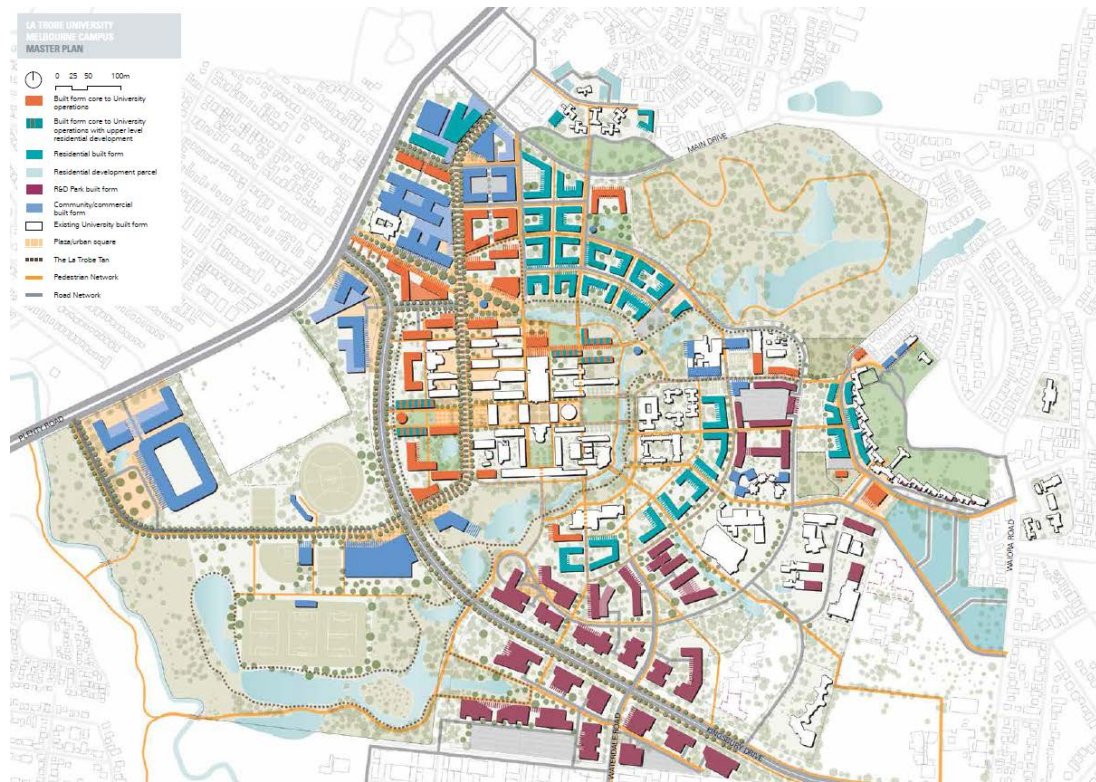 LA TROBE UNIVERSITY
MELBOURNE CAMPUS
MASTER PLAN
0 25 50 100m
Built form core to University
operations
Built form core to University
operations with upper level
residential development
Residential built form
Residential development parcel
R&D Park built form
Community/commercial
built form
Existing University built form
Plaza/urban square
The La Trobe Tan
Pedestrian Network
Road Network
MAIN DRIVE
PLENTY ROAD
WAIORA ROAD
KINGSBURY DRIVE
WATERDALE ROAD